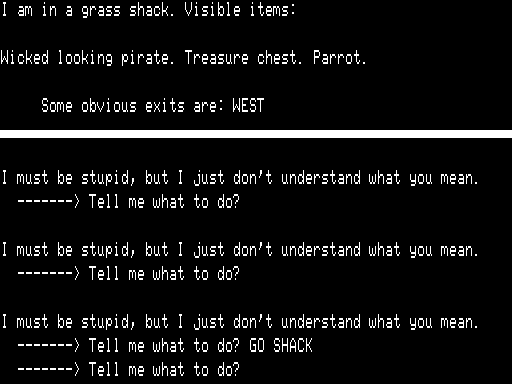 I am in a grass shack. Visible items:
Wicked looking pirate. Treasure chest. Parrot.
Some obvious exits are: WEST
I must be stupid, but I just don't understand what you mean.
-------> Tell me what to do?
I must be stupid, but I just don't understand what you mean.
-------> Tell me what to do?
I must be stupid, but I just don't understand what you mean.
-------> Tell me what to do? GO SHACK
-------> Tell me what to do?